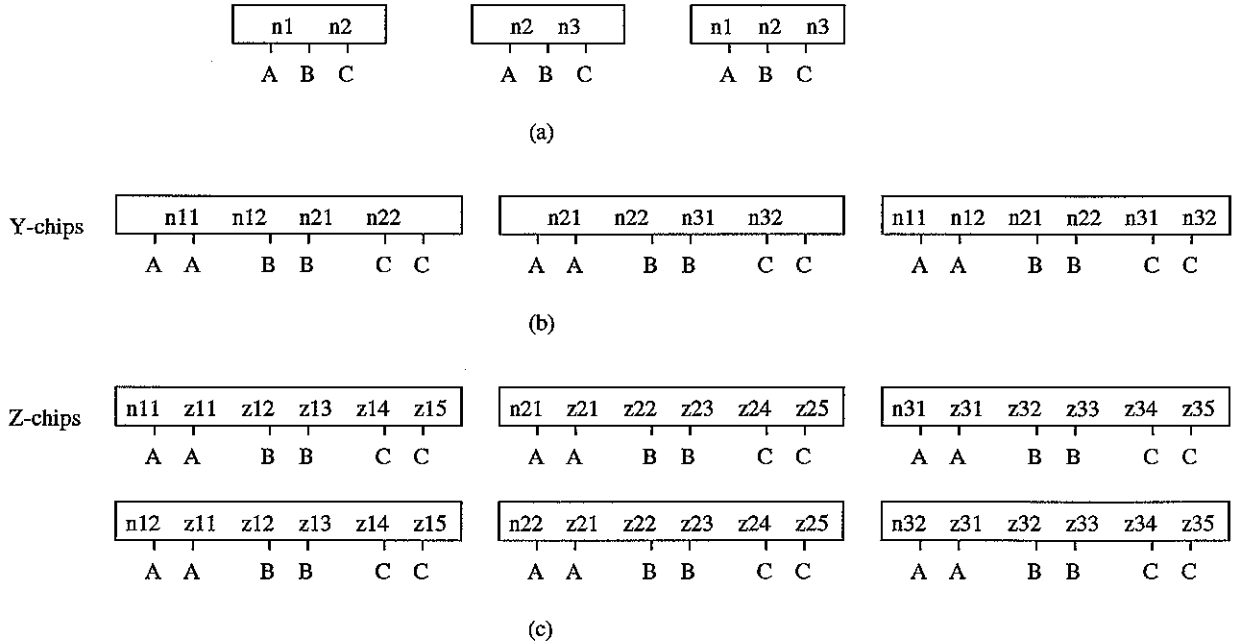 n1 n2 n2 n3 n1 n2 n3
A B C A B C A B C
(a)
Y-chips n11 n12 n21 n22 n21 n22 n31 n32 n11 n12 n21 n22 n31 n32
A A B B C C A A B B C C A A B B C C
(b)
Z-chips n11 z11 z12 z13 z14 z15 n21 z21 z22 z23 z24 z25 n31 z31 z32 z33 z34 z35
A A B B C C A A B B C C A A B B C C
n12 z11 z12 z13 z14 z15 n22 z21 z22 z23 z24 z25 n32 z31 z32 z33 z34 z35
A A B B C C A A B B C C A A B B C C
(c)